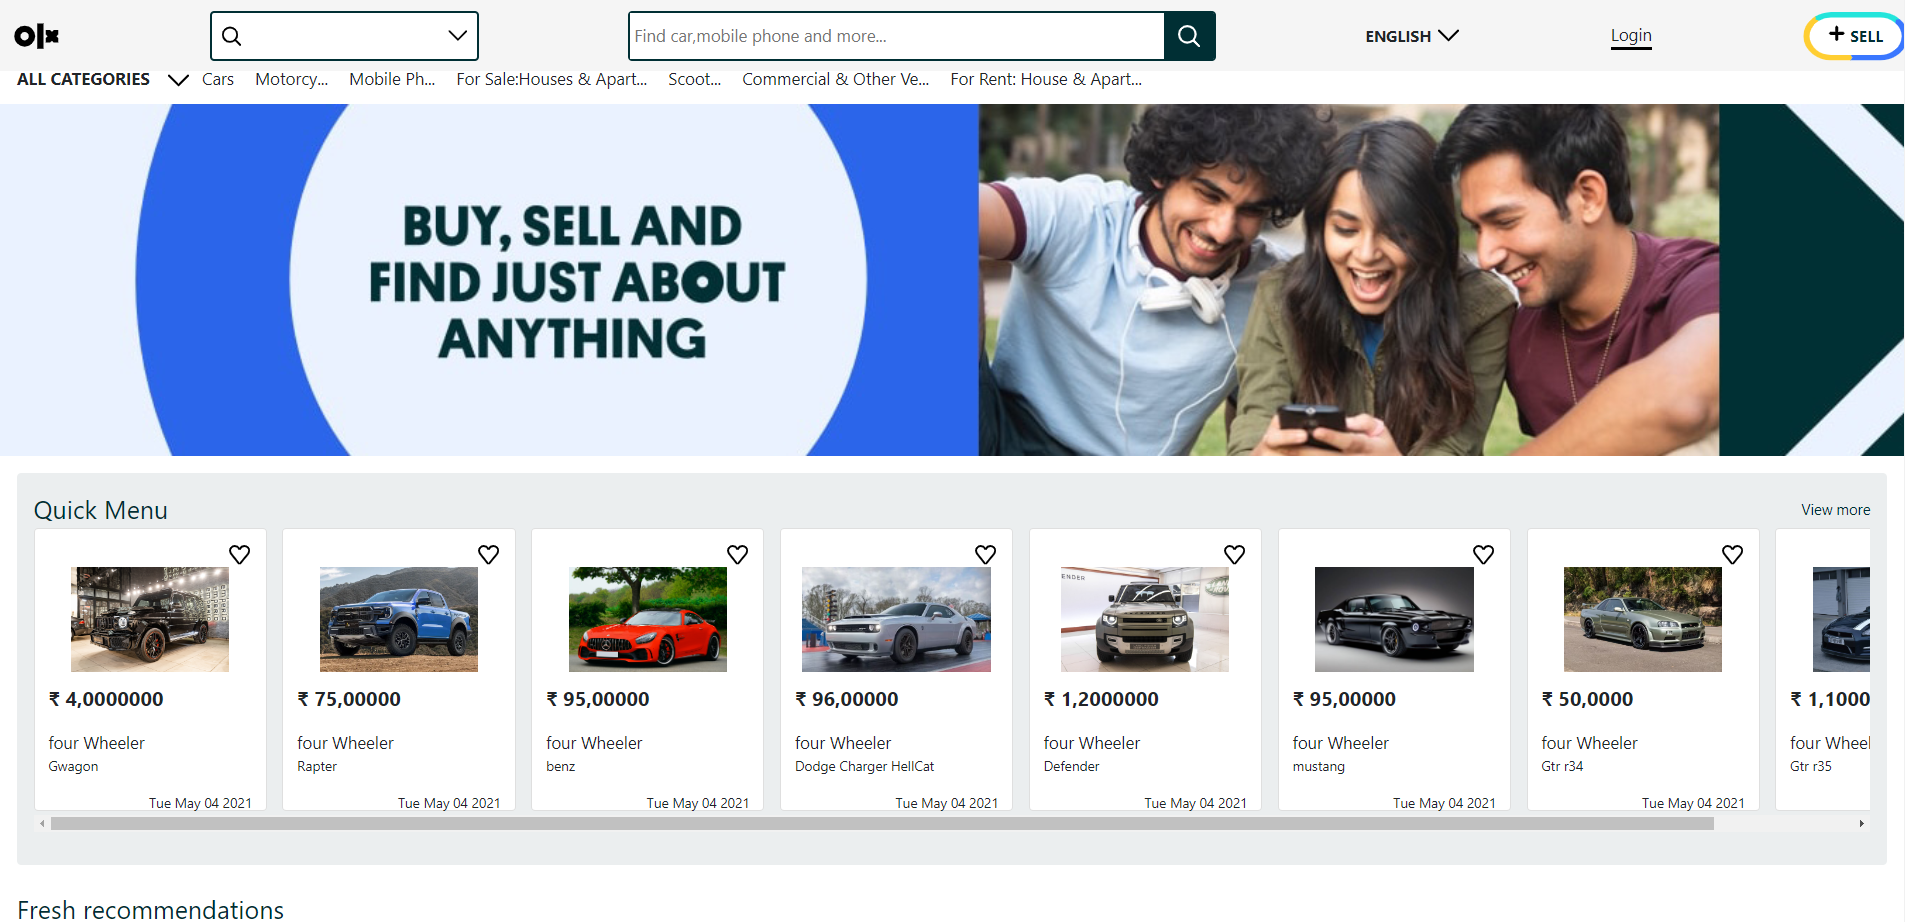 olx
Find car,mobile phone and more...
ENGLISH
Login
+ SELL
ALL CATEGORIES
Cars
Motorcy...
Mobile Ph...
For Sale:Houses & Apart...
Scoot...
Commercial & Other Ve...
For Rent: House & Apart...
BUY, SELL AND
FIND JUST ABOUT
ANYTHING
Quick Menu
View more
₹ 4,0000000
four Wheeler
Gwagon
Tue May 04 2021
₹ 75,00000
four Wheeler
Rapter
Tue May 04 2021
₹ 95,00000
four Wheeler
benz
Tue May 04 2021
₹ 96,00000
four Wheeler
Dodge Charger HellCat
Tue May 04 2021
ENDER
₹ 1,2000000
four Wheeler
Defender
Tue May 04 2021
₹ 95,00000
four Wheeler
mustang
Tue May 04 2021
₹ 50,0000
four Wheeler
Gtr r34
Tue May 04 2021
₹ 1,1000
four Wheel
Gtr r35
Fresh recommendations